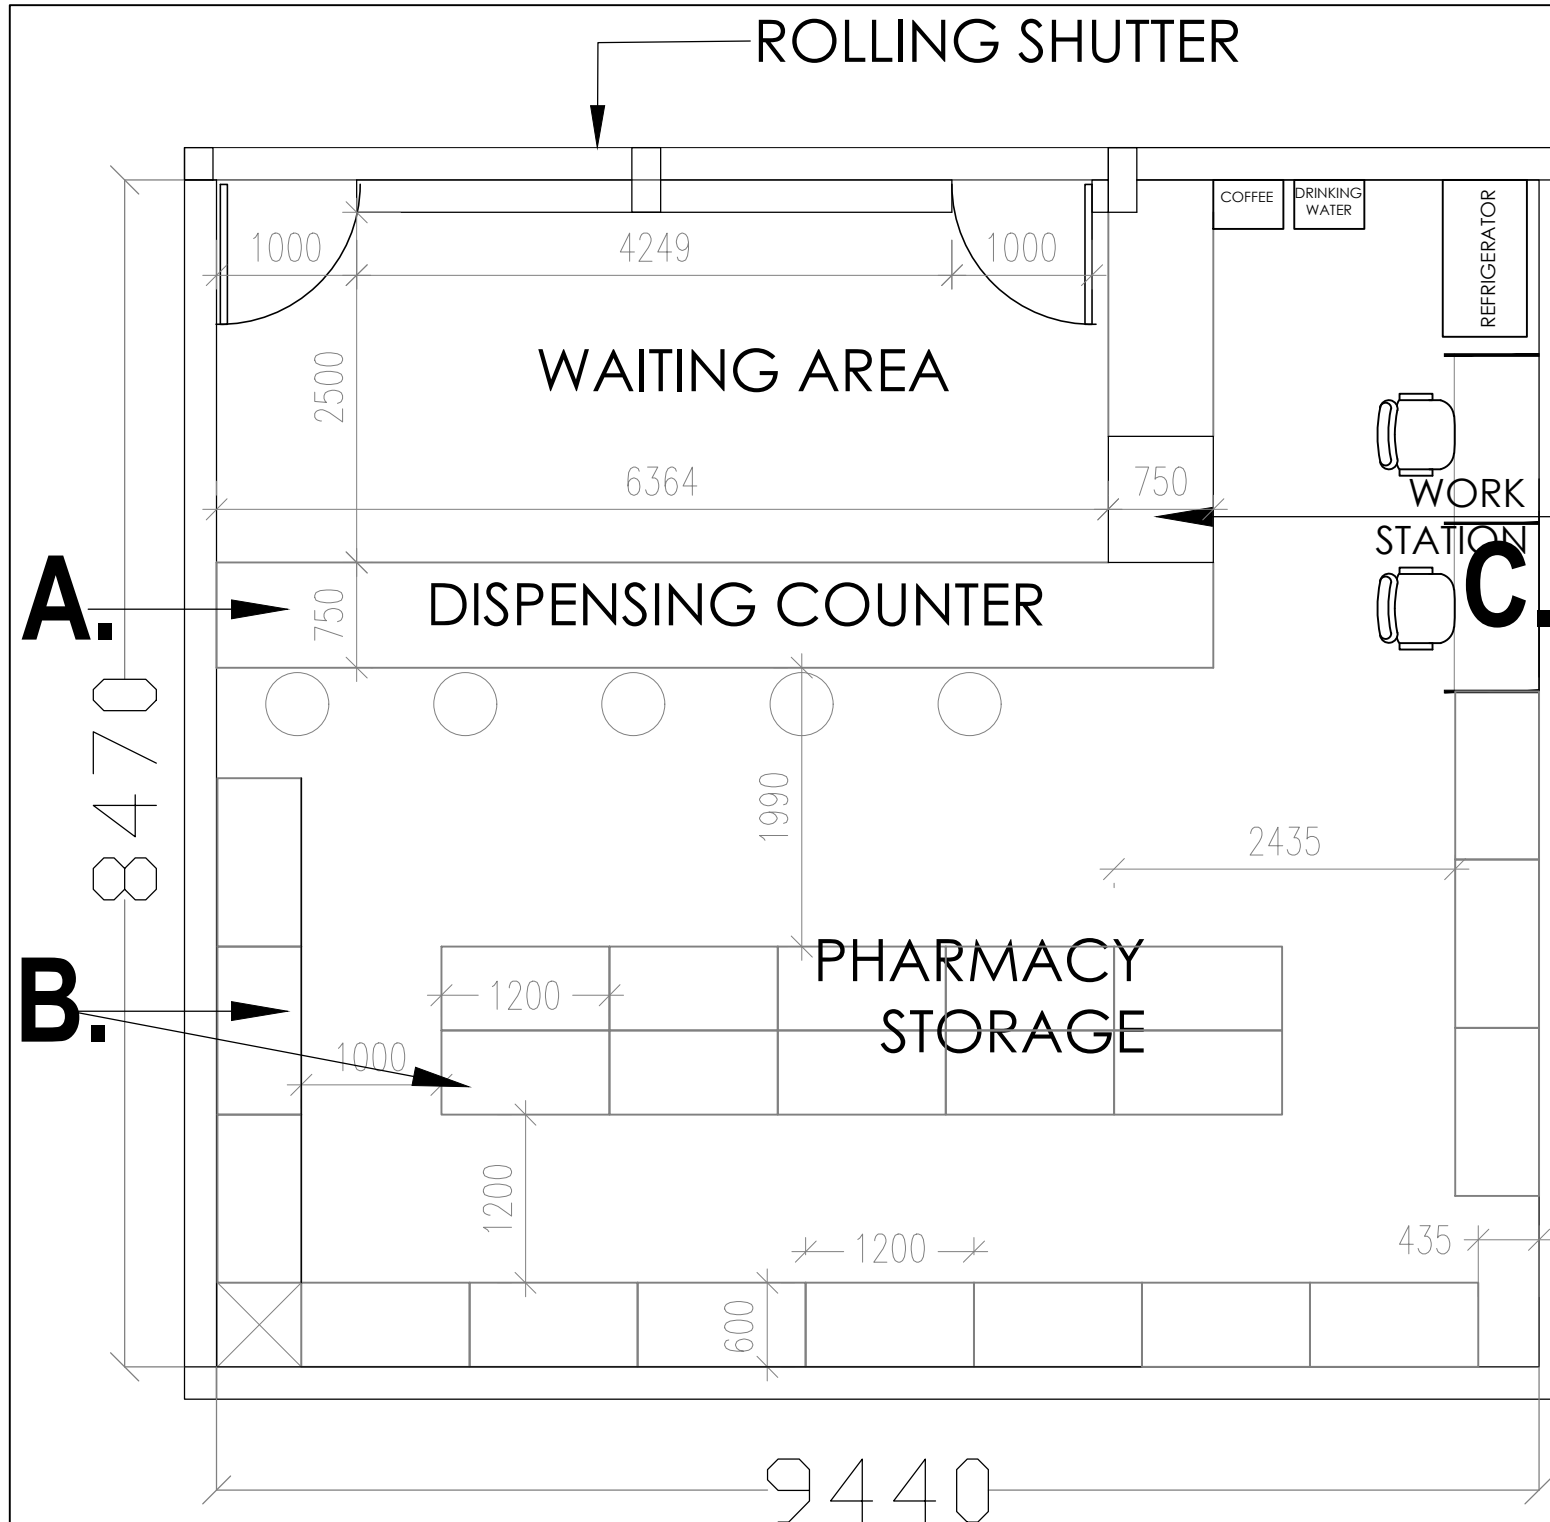 ROLLING SHUTTER
COFFEE
DRINKING
WATER
REFRIGERATOR
1000
4249
1000
WAITING AREA
2500
6364
750
WORK
STATION
A.
DISPENSING COUNTER
750
C.
8470
1990
2435
PHARMACY
STORAGE
B.
1200
1000
1200
1200
435
600
9440